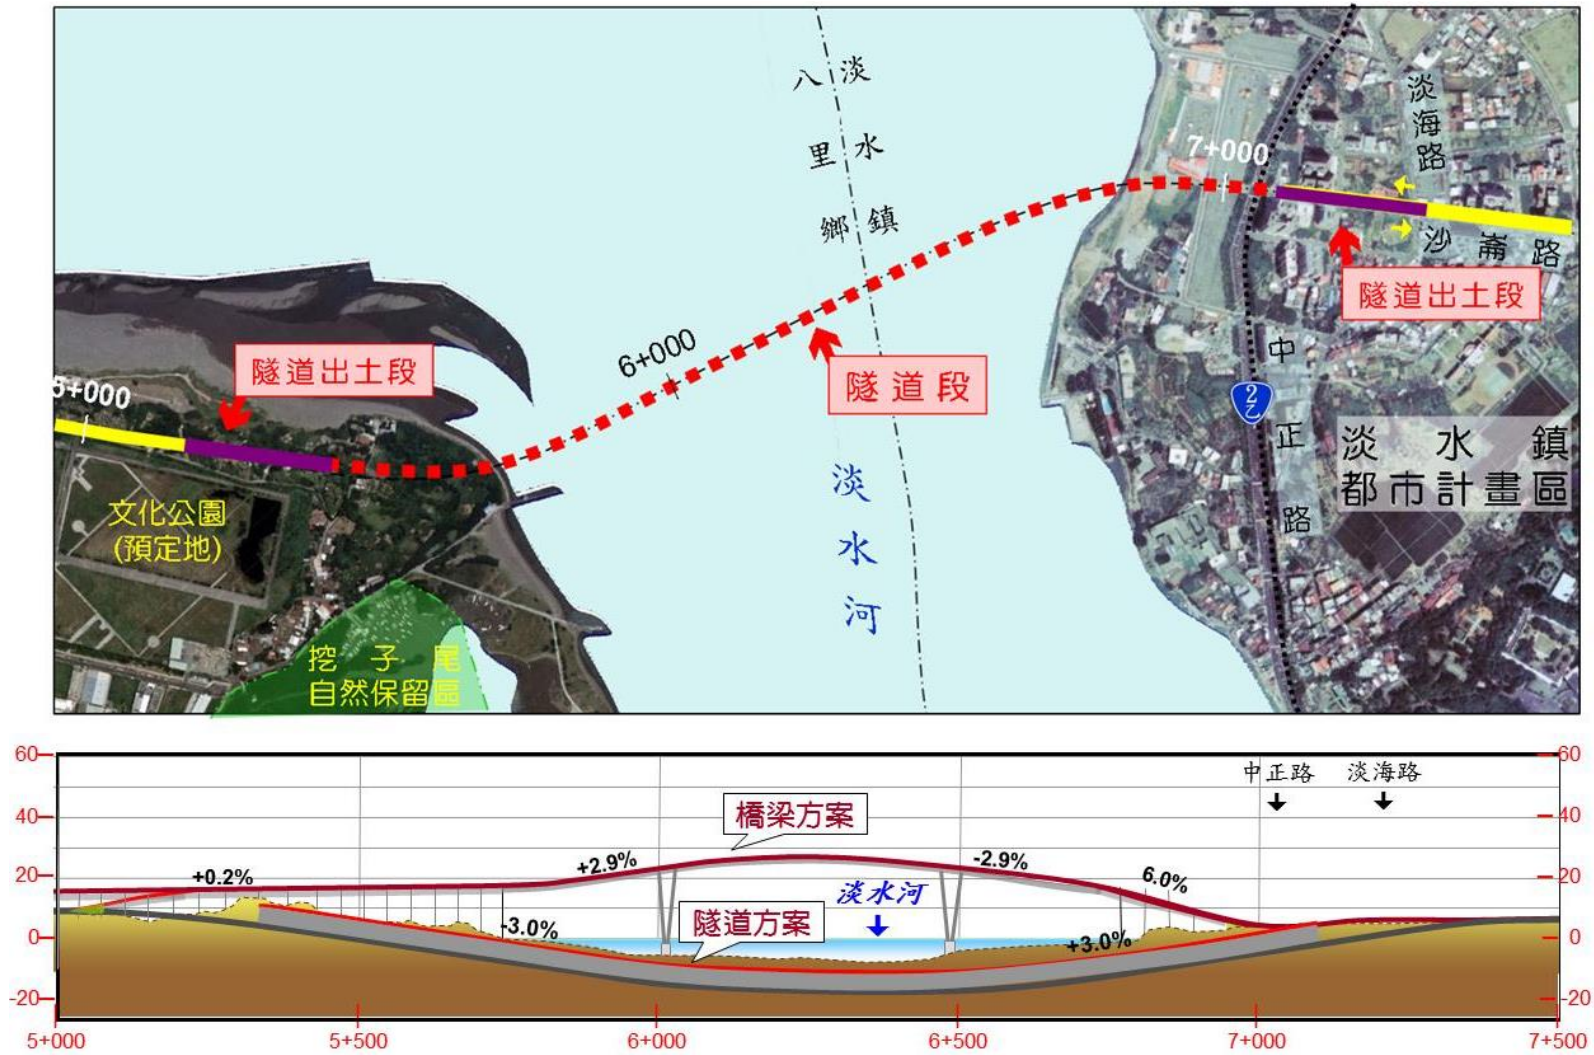 淡水鎮
八里鄉
淡海路
7+000
沙崙路
隧道出土段
6+000
隧道出土段
隧道段
5+000
中正路
2
乙
淡水鎮
都市計畫區
淡水河
文化公園
(預定地)
挖子尾
自然保留區
60
60
中正路
淡海路
40
40
橋梁方案
+0.2%
+2.9%
-2.9%
6.0%
20
20
淡水河
隧道方案
-3.0%
+3.0%
0
0
-20
-20
5+000
5+500
6+000
6+500
7+000
7+500